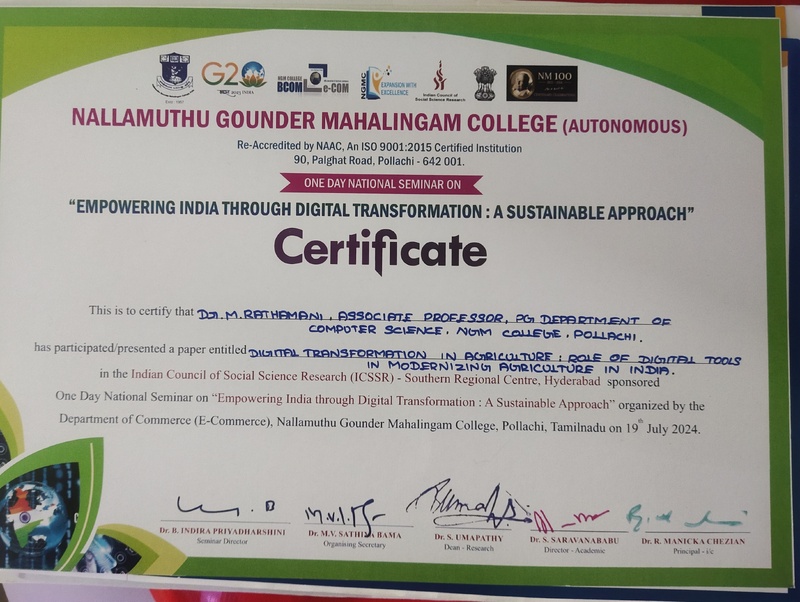 Estd : 1957
G20
भारत 2023 INDIA
NGM COLLEGE
BCOM e-COM
NGMC
EXPANSION WITH EXCELLENCE
Indian Council of
Social Science Research
NM 100
NALLAMUTHU GOUNDER MAHALINGAM COLLEGE (AUTONOMOUS)
Re-Accredited by NAAC, An ISO 9001:2015 Certified Institution
90, Palghat Road, Pollachi - 642 001.
ONE DAY NATIONAL SEMINAR ON
“EMPOWERING INDIA THROUGH DIGITAL TRANSFORMATION : A SUSTAINABLE APPROACH”
Certificate
This is to certify that Dr. M. RATHAMANI, ASSOCIATE PROFESSOR, PG DEPARTMENT OF
COMPUTER SCIENCE, NGM COLLEGE, POLLACHI.
has participated/presented a paper entitled DIGITAL TRANSFORMATION IN AGRICULTURE : ROLE OF DIGITAL TOOLS
IN MODERNIZING AGRICULTURE IN INDIA.
in the Indian Council of Social Science Research (ICSSR) - Southern Regional Centre, Hyderabad sponsored
One Day National Seminar on “Empowering India through Digital Transformation : A Sustainable Approach” organized by the
Department of Commerce (E-Commerce), Nallamuthu Gounder Mahalingam College, Pollachi, Tamilnadu on 19th July 2024.
Dr. B. INDIRA PRIYADHARSHINI
Seminar Director
Dr. M.V. SATHIYA BAMA
Organising Secretary
Dr. S. UMAPATHY
Dean - Research
Dr. S. SARAVANABABU
Director - Academic
Dr. R. MANICKA CHEZIAN
Principal - i/c